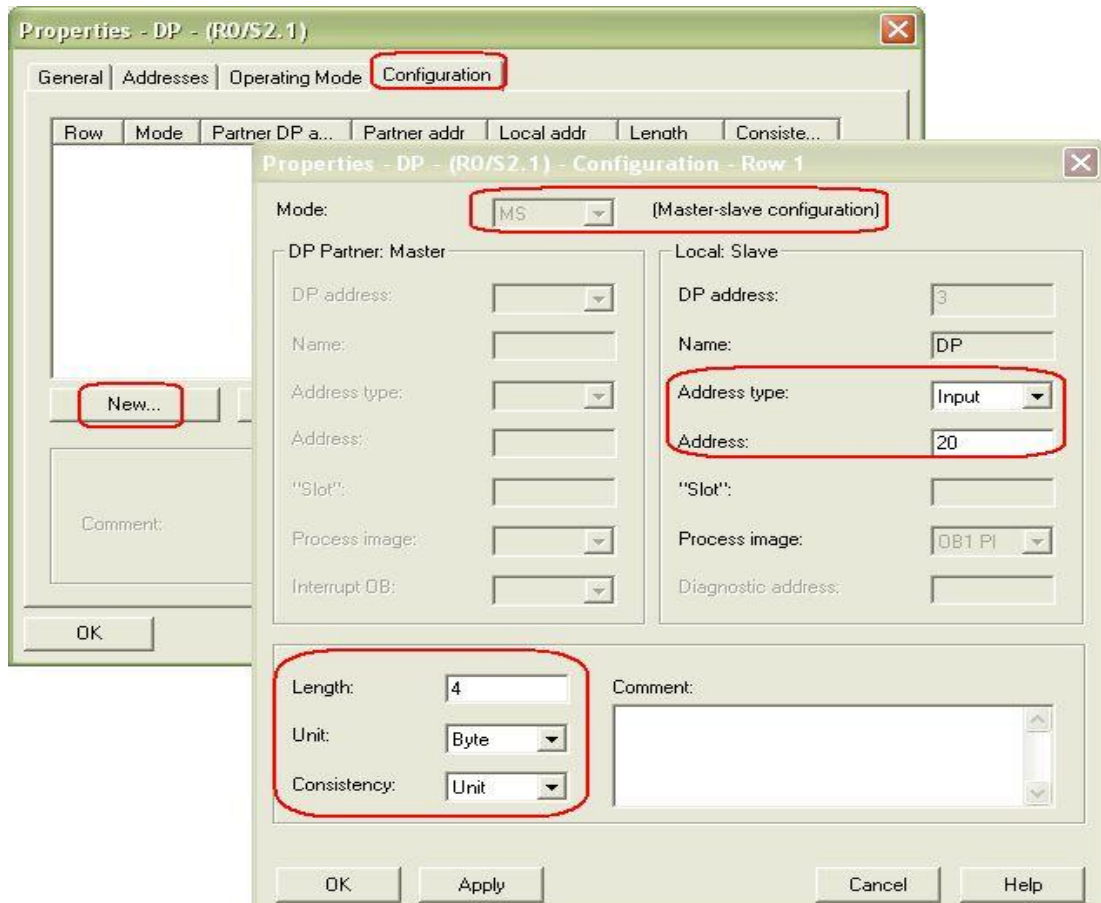 Properties - DP - (R0/S2.1)
General Addresses Operating Mode Configuration
Row Mode Partner DP a... Partner addr Local addr Length Consiste...
New...
Comment:
OK
Properties - DP - (R0/S2.1) - Configuration - Row 1
Mode: MS (Master-slave configuration)
DP Partner: Master
DP address:
Name:
Address type:
Address:
"Slot":
Process image:
Interrupt OB:
Local: Slave
DP address: 3
Name: DP
Address type: Input
Address: 20
"Slot":
Process image: OB1 PI
Diagnostic address:
Length: 4
Unit: Byte
Consistency: Unit
Comment:
OK Apply Cancel Help